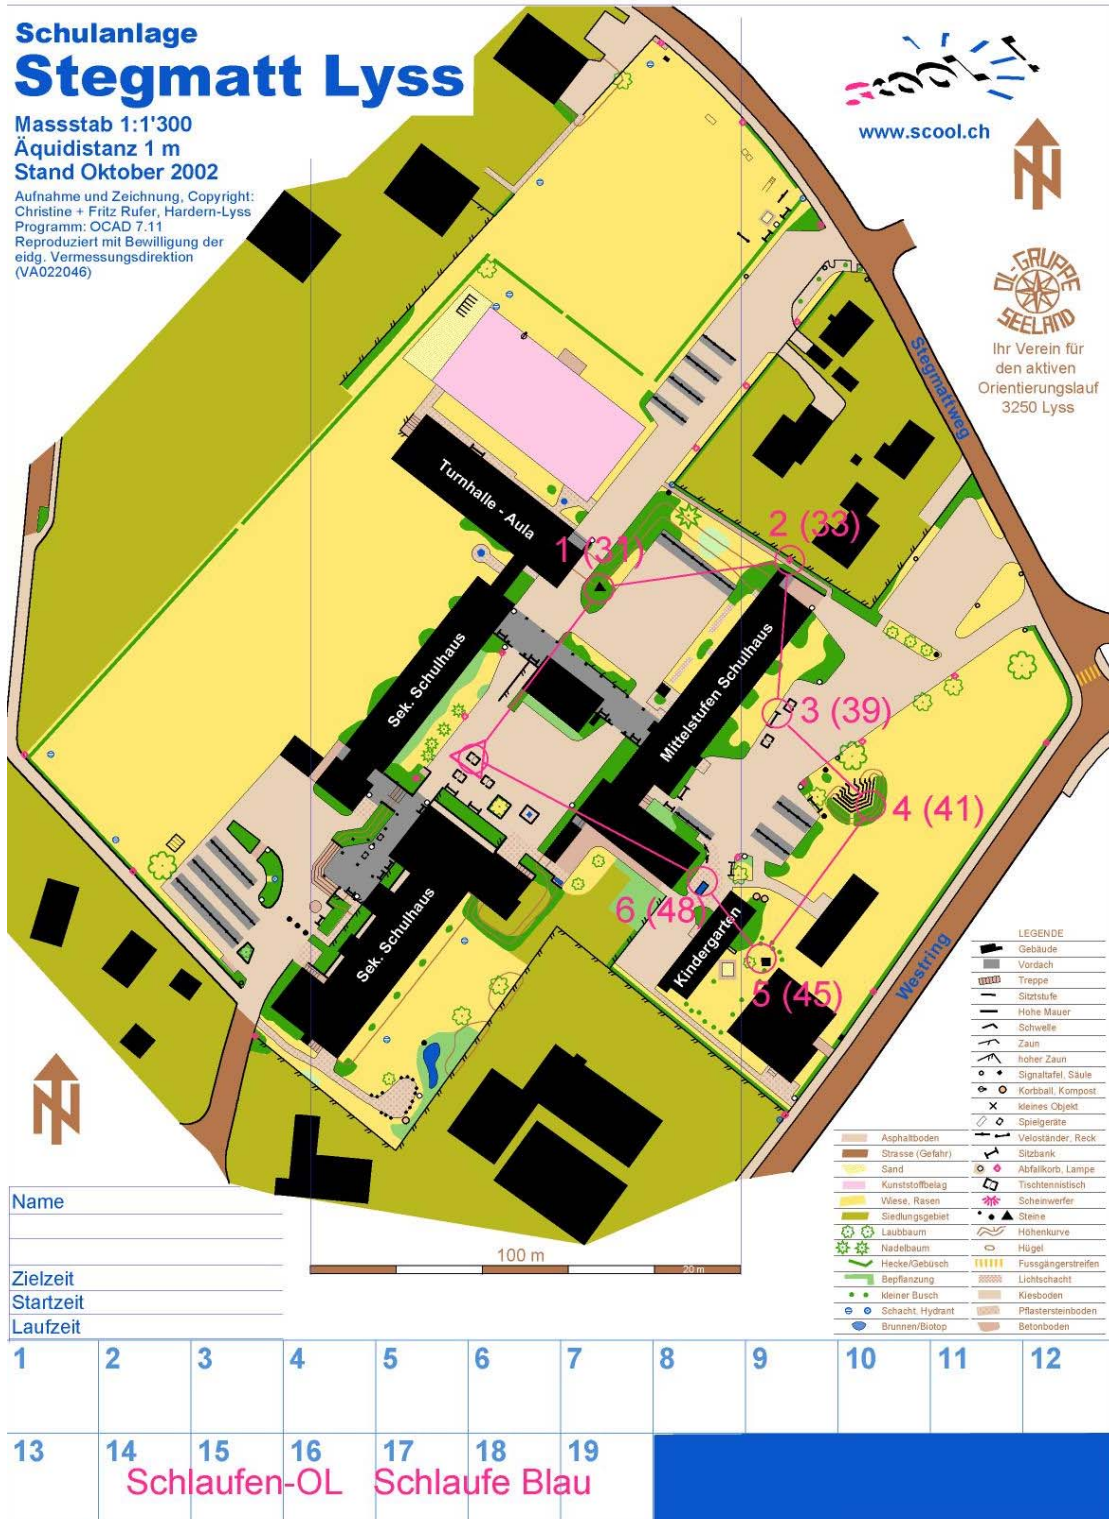 Schulanlage
Stegmatt Lyss
Massstab 1:1'300
Äquidistanz 1 m
Stand Oktober 2002
Aufnahme und Zeichnung, Copyright:
Christine + Fritz Rufer, Hardern-Lyss
Programm: OCAD 7.11
Reproduziert mit Bewilligung der
eidg. Vermessungsdirektion
(VA022046)
scool
www.scool.ch
N
OL-GRUPPE
SEELAND
Ihr Verein für
den aktiven
Orientierungslauf
3250 Lyss
Stegmattweg
Turnhalle - Aula
1 (31)
2 (33)
Sek. Schulhaus
Mittelstufen Schulhaus
3 (39)
4 (41)
6 (48)
Kindergarten
5 (45)
Sek. Schulhaus
Westring
N
LEGENDE
Gebäude
Vordach
Treppe
Sitzstufe
Hohe Mauer
Schwelle
Zaun
hoher Zaun
Signaltafel, Säule
Korbball, Kompost
kleines Objekt
Spielgeräte
Asphaltboden
Veloständer, Reck
Strasse (Gefahr)
Sitzbank
Sand
Abfallkorb, Lampe
Kunststoffbelag
Tischtennistisch
Wiese, Rasen
Scheinwerfer
Siedlungsgebiet
Steine
Laubbaum
Höhenkurve
Nadelbaum
Hügel
Hecke/Gebüsch
Fussgängerstreifen
Bepflanzung
Lichtschacht
kleiner Busch
Kiesboden
Schacht, Hydrant
Pflastersteinboden
Brunnen/Biotop
Betonboden
100 m
20 m
Name
Zielzeit
Startzeit
Laufzeit
1 2 3 4 5 6 7 8 9 10 11 12
13 14 15 16 17 18 19
Schlaufen-OL Schlaufe Blau